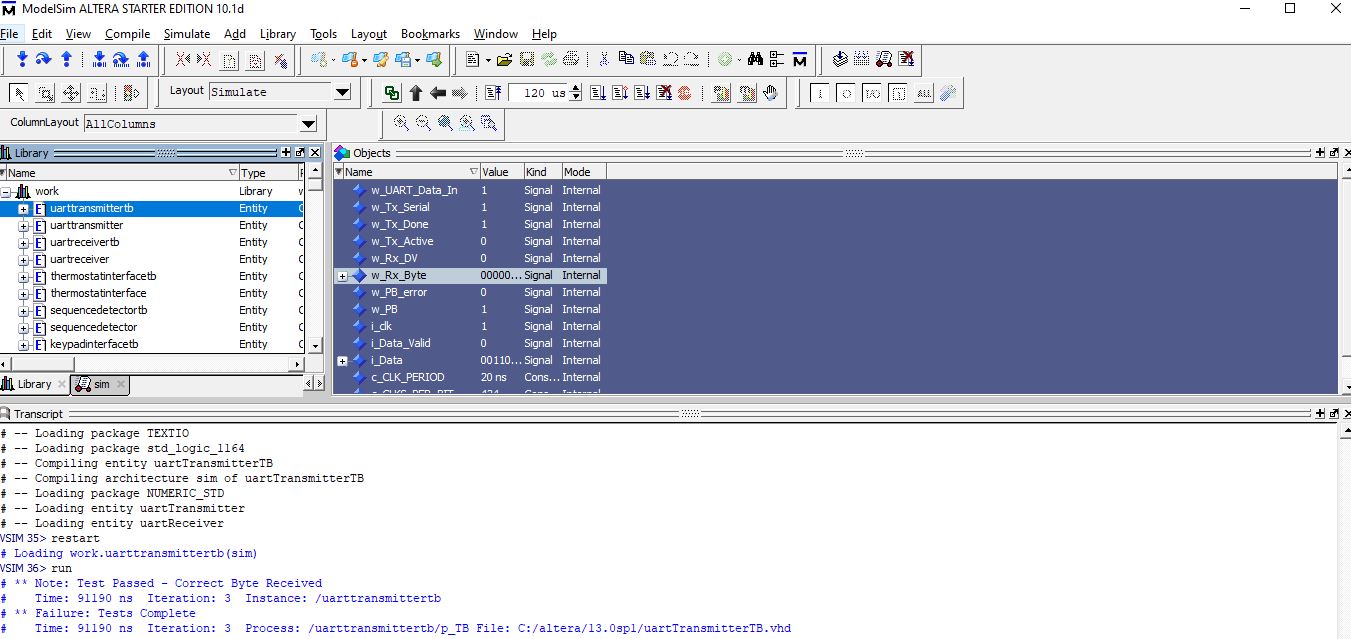 ModelSim ALTERA STARTER EDITION 10.1d
File Edit View Compile Simulate Add Library Tools Layout Bookmarks Window Help
Layout Simulate
120 us
ColumnLayout AllColumns
Library
Name Type
work Library
uarttransmittertb Entity
uarttransmitter Entity
uartreceivertb Entity
uartreceiver Entity
thermostatinterfacetb Entity
thermostatinterface Entity
sequencedetectortb Entity
sequencedetector Entity
keypadinterfacetb Entity
Library sim
Objects
Name Value Kind Mode
w_UART_Data_In 1 Signal Internal
w_Tx_Serial 1 Signal Internal
w_Tx_Done 1 Signal Internal
w_Tx_Active 0 Signal Internal
w_Rx_DV 0 Signal Internal
w_Rx_Byte 00000... Signal Internal
w_PB_error 0 Signal Internal
w_PB 1 Signal Internal
i_clk 1 Signal Internal
i_Data_Valid 0 Signal Internal
i_Data 00110... Signal Internal
c_CLK_PERIOD 20 ns Cons... Internal
Transcript
# -- Loading package TEXTIO
# -- Loading package std_logic_1164
# -- Compiling entity uartTransmitterTB
# -- Compiling architecture sim of uartTransmitterTB
# -- Loading package NUMERIC_STD
# -- Loading entity uartTransmitter
# -- Loading entity uartReceiver
VSIM 35> restart
# Loading work.uarttransmittertb(sim)
VSIM 36> run
# ** Note: Test Passed - Correct Byte Received
#    Time: 91190 ns  Iteration: 3  Instance: /uarttransmittertb
# ** Failure: Tests Complete
#    Time: 91190 ns  Iteration: 3  Process: /uarttransmittertb/p_TB File: C:/altera/13.0sp1/uartTransmitterTB.vhd